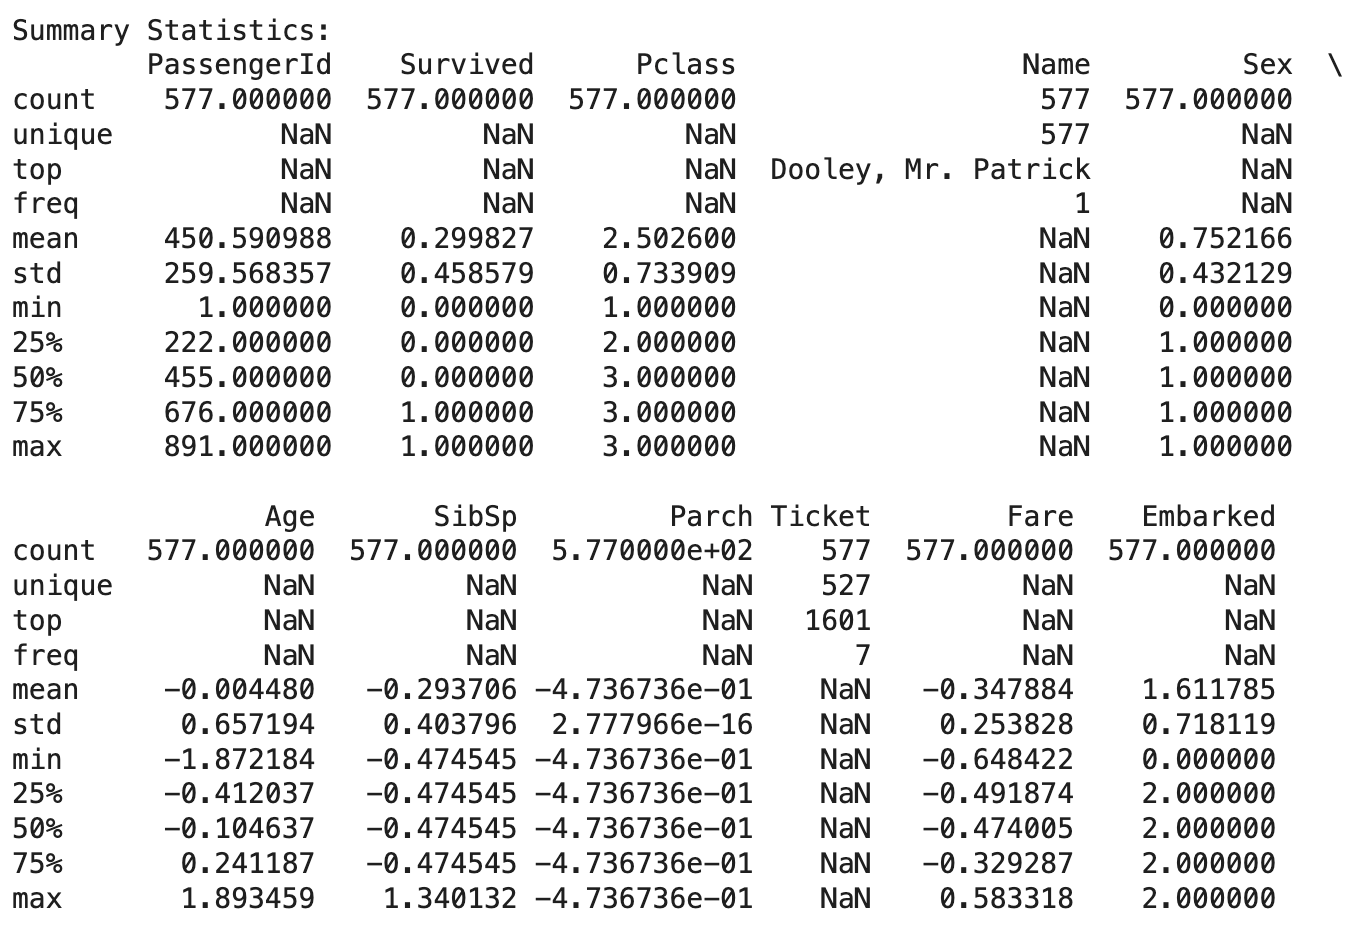 Summary Statistics:
        PassengerId    Survived      Pclass                 Name         Sex  \
count    577.000000  577.000000  577.000000                  577  577.000000
unique          NaN         NaN         NaN                  577         NaN
top             NaN         NaN         NaN  Dooley, Mr. Patrick         NaN
freq            NaN         NaN         NaN                    1         NaN
mean     450.590988    0.299827    2.502600                  NaN    0.752166
std      259.568357    0.458579    0.733909                  NaN    0.432129
min        1.000000    0.000000    1.000000                  NaN    0.000000
25%      222.000000    0.000000    2.000000                  NaN    1.000000
50%      455.000000    0.000000    3.000000                  NaN    1.000000
75%      676.000000    1.000000    3.000000                  NaN    1.000000
max      891.000000    1.000000    3.000000                  NaN    1.000000

               Age       SibSp         Parch Ticket        Fare    Embarked
count   577.000000  577.000000  5.770000e+02    577  577.000000  577.000000
unique         NaN         NaN           NaN    527         NaN         NaN
top            NaN         NaN           NaN   1601         NaN         NaN
freq           NaN         NaN           NaN      7         NaN         NaN
mean     -0.004480   -0.293706 -4.736736e-01    NaN   -0.347884    1.611785
std       0.657194    0.403796  2.777966e-16    NaN    0.253828    0.718119
min      -1.872184   -0.474545 -4.736736e-01    NaN   -0.648422    0.000000
25%      -0.412037   -0.474545 -4.736736e-01    NaN   -0.491874    2.000000
50%      -0.104637   -0.474545 -4.736736e-01    NaN   -0.474005    2.000000
75%       0.241187   -0.474545 -4.736736e-01    NaN   -0.329287    2.000000
max       1.893459    1.340132 -4.736736e-01    NaN    0.583318    2.000000